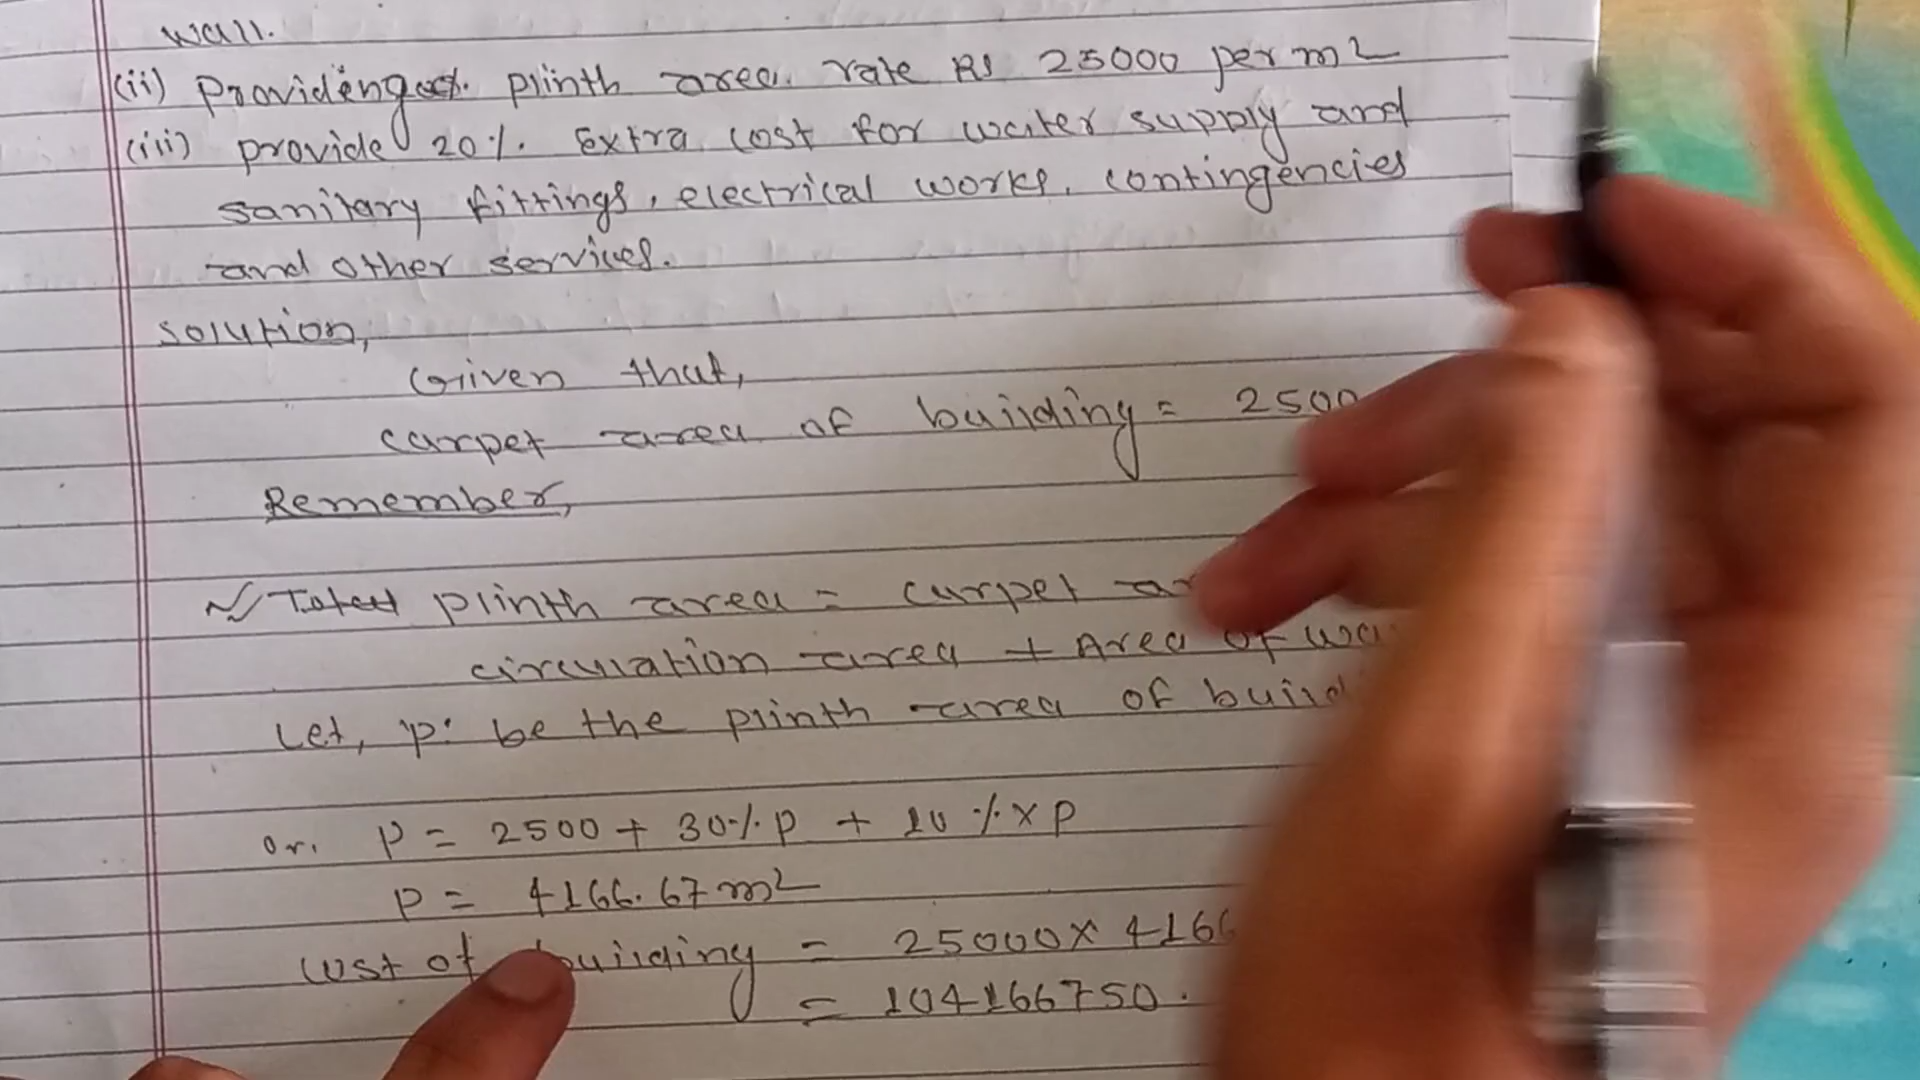 wall.
(ii) Providing plinth area rate Rs 25000 per m2
(iii) provide 20% Extra cost for water supply and
sanitary fittings, electrical works, contingencies
and other services.
Solution,
Given that,
carpet area of building = 2500
Remember,
Total plinth area = carpet
circulation area + Area of
Let, 'p' be the plinth area of
or, P = 2500 + 30% P + 10 % x P
P = 4166.67 m2
Cost of building = 25000 x 4166
= 104166750.